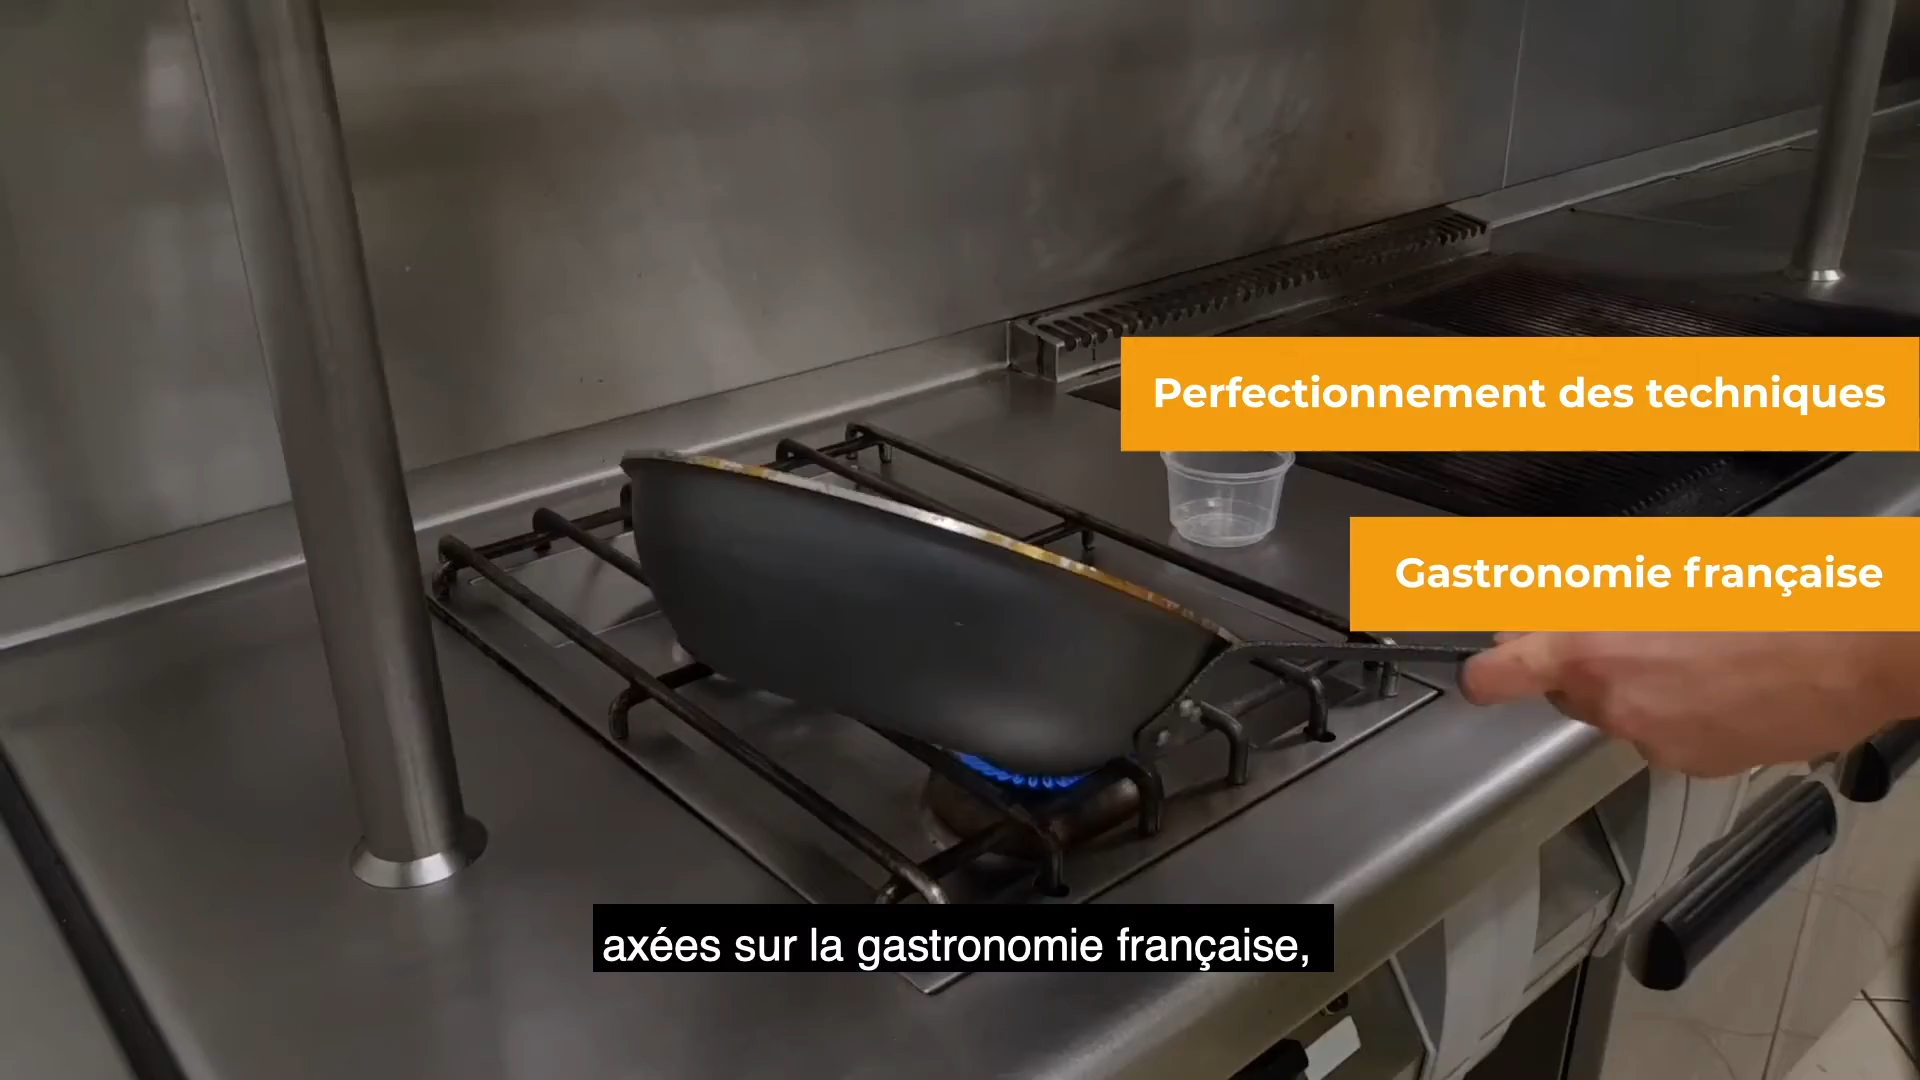 Perfectionnement des techniques
Gastronomie française
axées sur la gastronomie française,